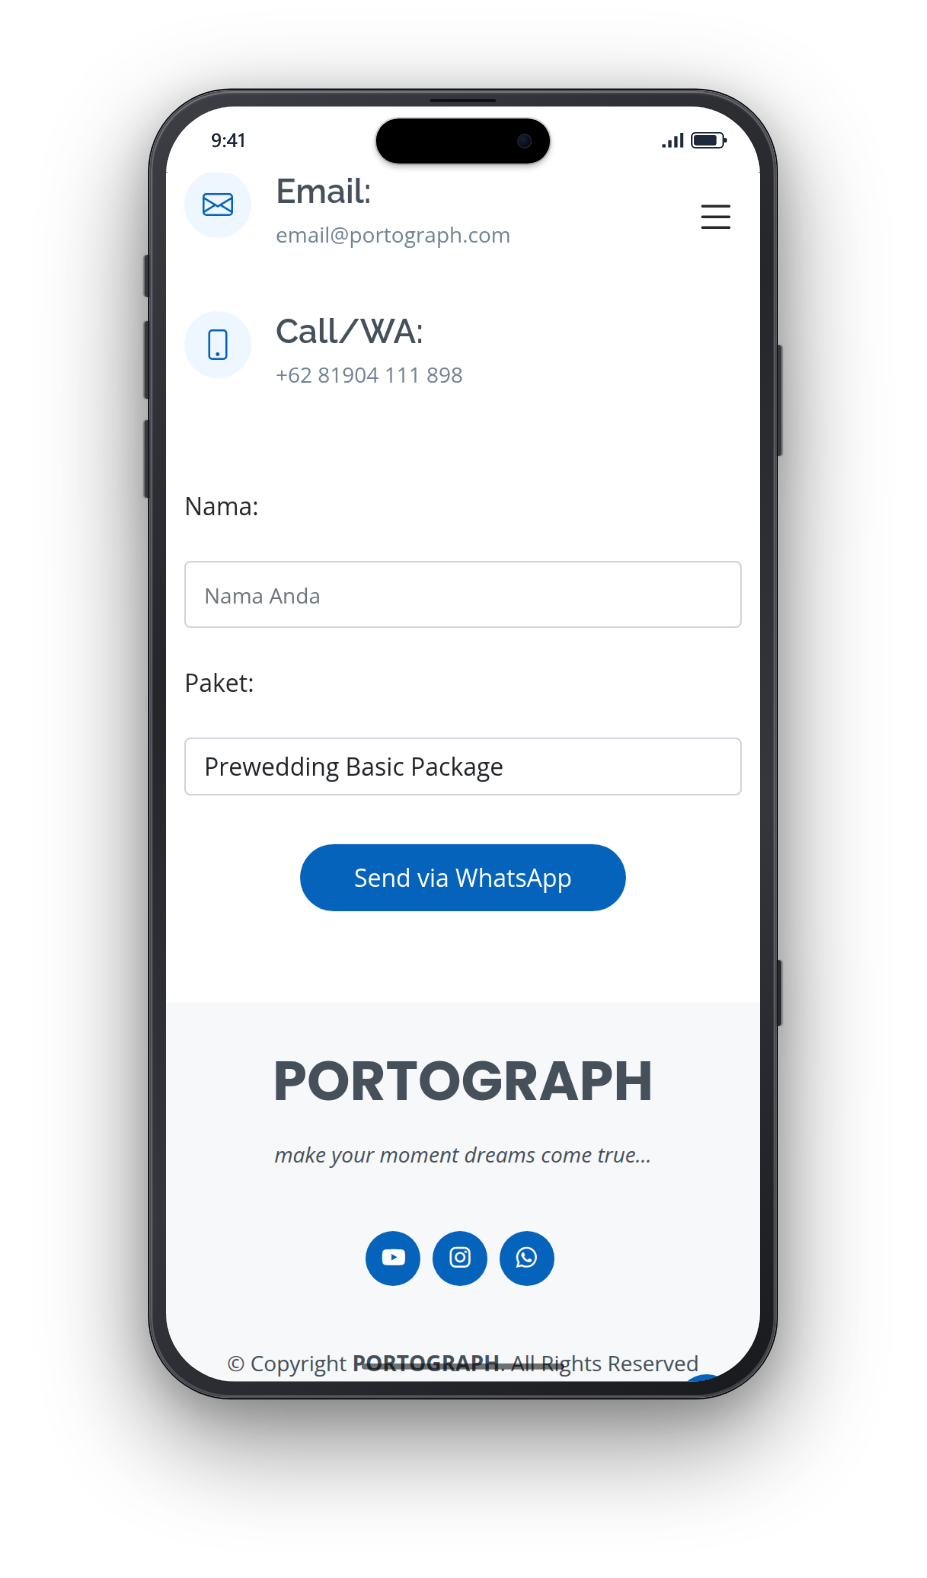 9:41
Email:
email@portograph.com
Call/WA:
+62 81904 111 898
Nama:
Nama Anda
Paket:
Prewedding Basic Package
Send via WhatsApp
PORTOGRAPH
make your moment dreams come true...
© Copyright PORTOGRAPH. All Rights Reserved